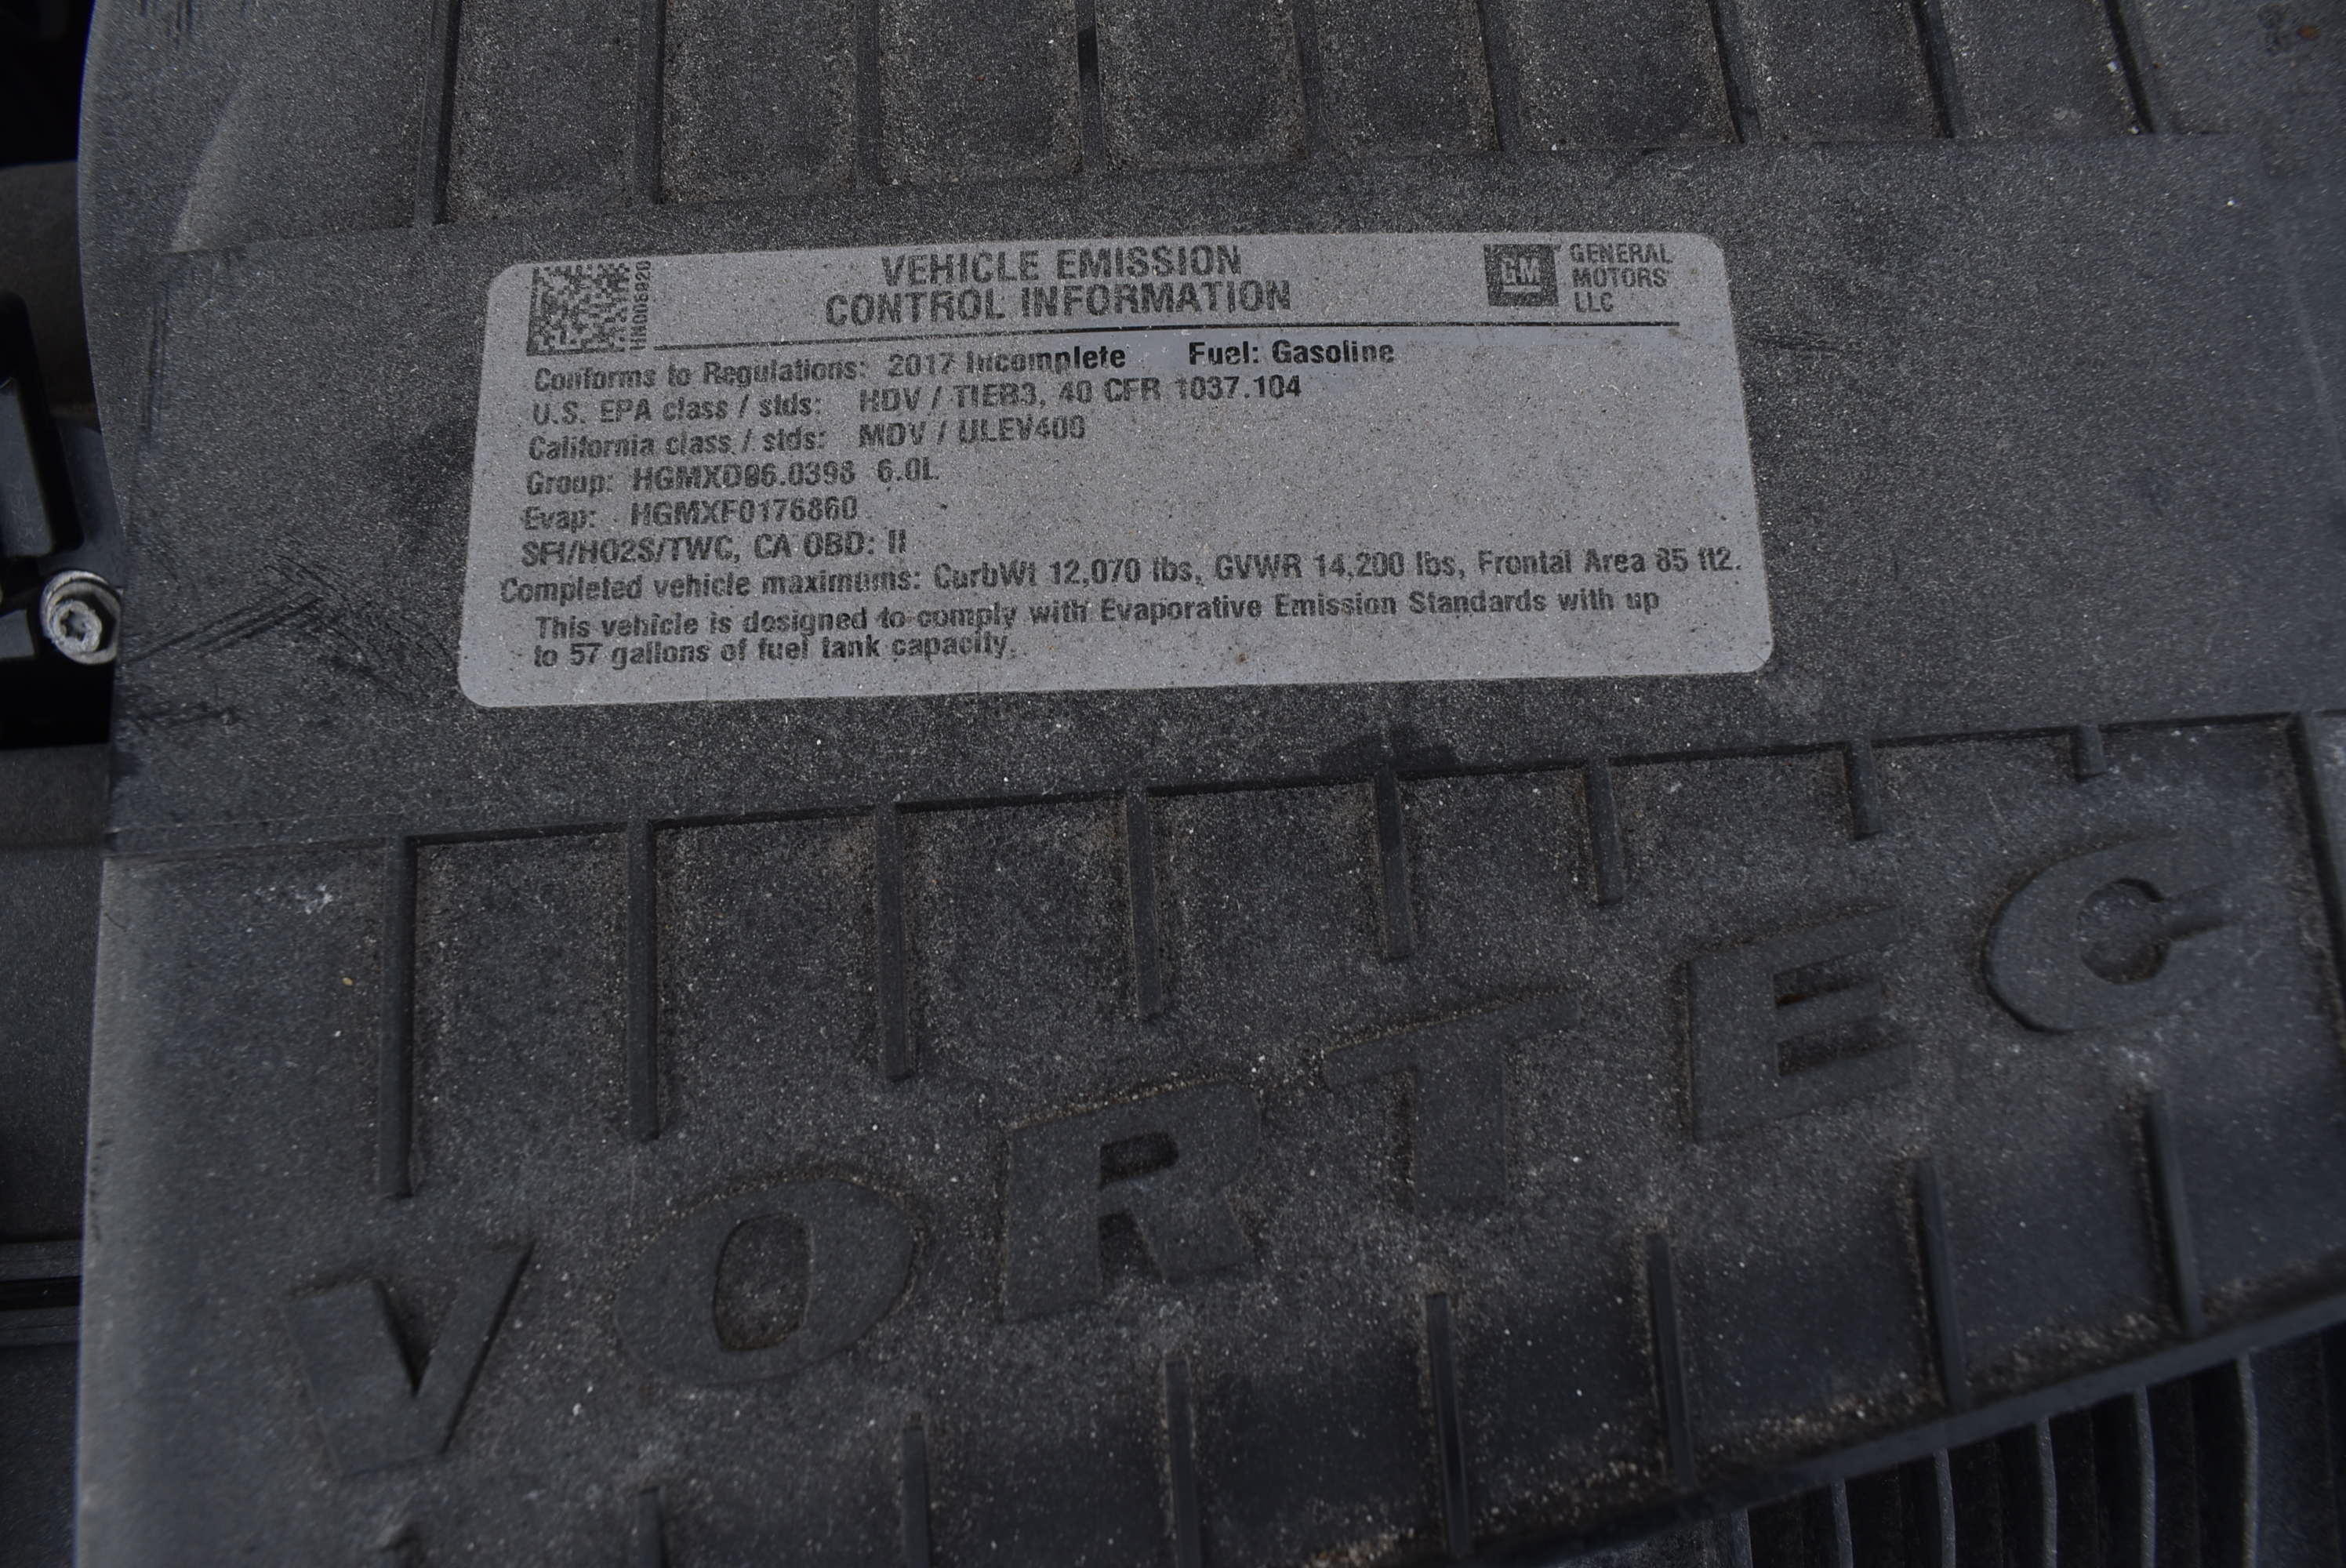 VEHICLE EMISSION
CONTROL INFORMATION
GM GENERAL
MOTORS
LLC
Conforms to Regulations: 2017 Incomplete Fuel: Gasoline
U.S. EPA class / stds: HDV / TIER3, 40 CFR 1037.104
California class / stds: MDV / ULEV400
Group: HGMXD06.0398 6.0L
Evap: HGMXF0176860
SFI/HO2S/TWC, CA OBD: II
Completed vehicle maximums: CurbWt 12,070 lbs, GVWR 14,200 lbs, Frontal Area 85 ft2.
This vehicle is designed to comply with Evaporative Emission Standards with up
to 57 gallons of fuel tank capacity.
VORTEC